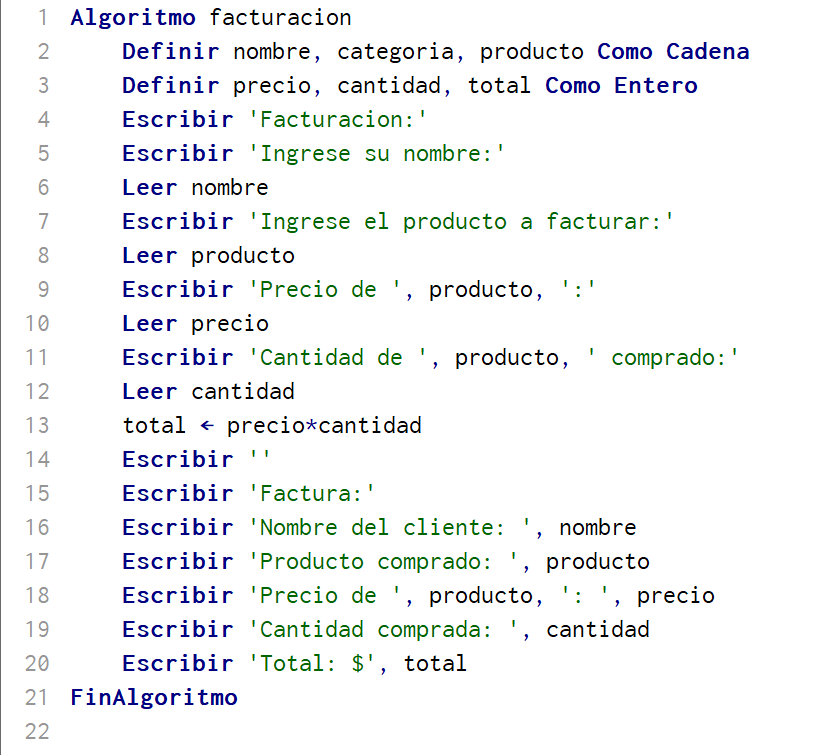 1 Algoritmo facturacion
2 Definir nombre, categoria, producto Como Cadena
3 Definir precio, cantidad, total Como Entero
4 Escribir 'Facturacion:'
5 Escribir 'Ingrese su nombre:'
6 Leer nombre
7 Escribir 'Ingrese el producto a facturar:'
8 Leer producto
9 Escribir 'Precio de ', producto, ':'
10 Leer precio
11 Escribir 'Cantidad de ', producto, ' comprado:'
12 Leer cantidad
13 total ← precio*cantidad
14 Escribir ''
15 Escribir 'Factura:'
16 Escribir 'Nombre del cliente: ', nombre
17 Escribir 'Producto comprado: ', producto
18 Escribir 'Precio de ', producto, ': ', precio
19 Escribir 'Cantidad comprada: ', cantidad
20 Escribir 'Total: $', total
21 FinAlgoritmo
22